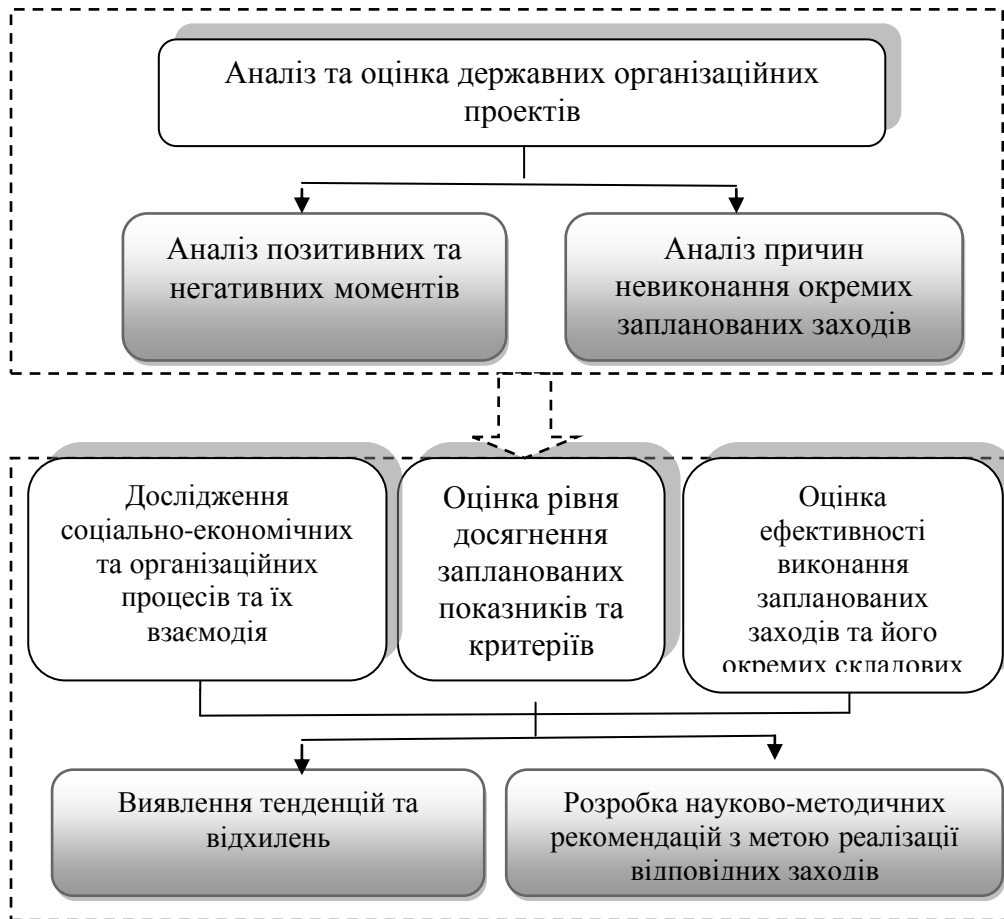 Аналіз та оцінка державних організаційних
проектів
Аналіз позитивних та
негативних моментів
Аналіз причин
невиконання окремих
запланованих заходів
Дослідження
соціально-економічних
та організаційних
процесів та їх
взаємодія
Оцінка рівня
досягнення
запланованих
показників та
критеріїв
Оцінка
ефективності
виконання
запланованих
заходів та його
окремих складових
Виявлення тенденцій та
відхилень
Розробка науково-методичних
рекомендацій з метою реалізації
відповідних заходів